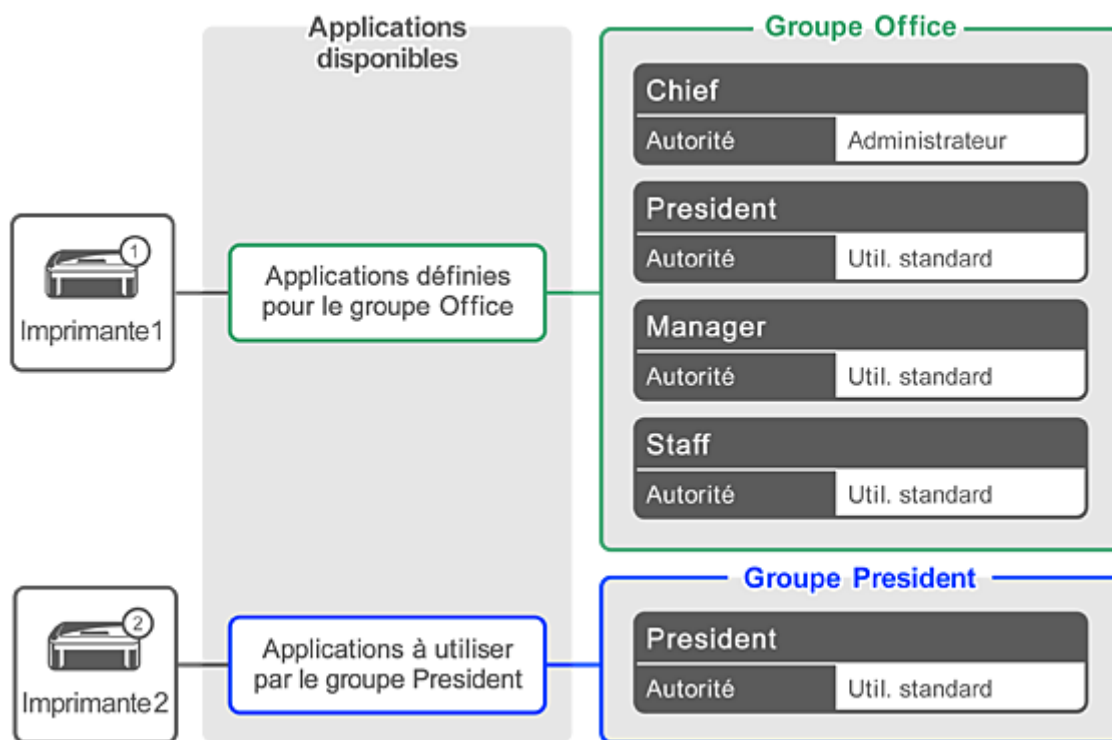 Applications
disponibles
Groupe Office
Chief
Autorité Administrateur
President
Autorité Util. standard
Manager
Autorité Util. standard
Staff
Autorité Util. standard
1
Imprimante1
Applications définies
pour le groupe Office
Groupe President
President
Autorité Util. standard
2
Imprimante2
Applications à utiliser
par le groupe President